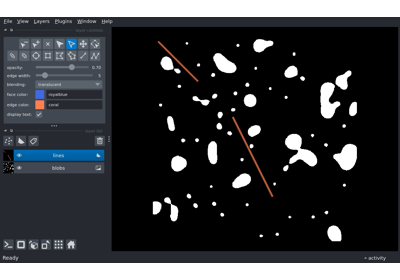 File View Layers Plugins Window Help
opacity: 0.70
edge width: 5
blending: translucent
face color: royalblue
edge color: coral
display text: ✓
lines
blobs
Ready
activity